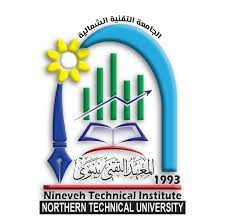 الجامعة التقنية الشمالية
المعهد التقني نينوى
1993
Nineveh Technical Institute
NORTHERN TECHNICAL UNIVERSITY